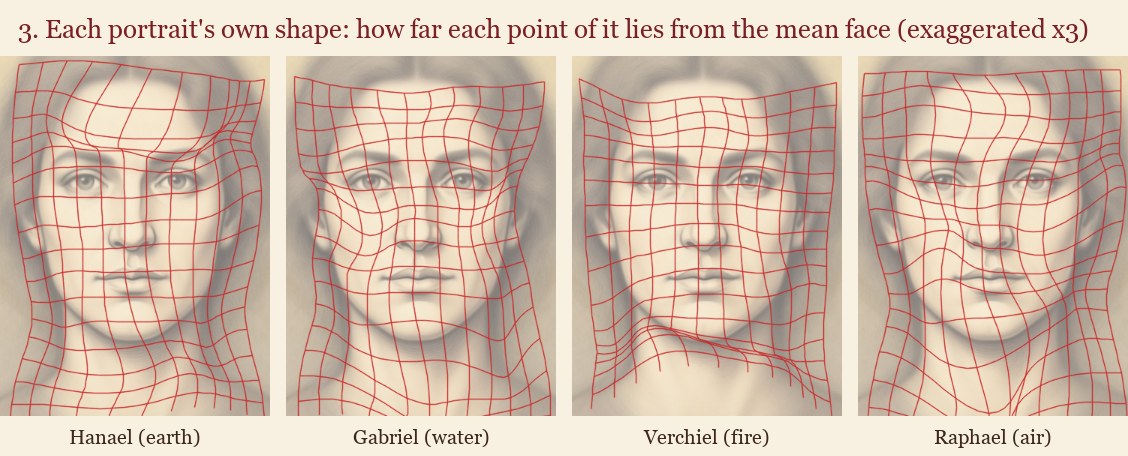 3. Each portrait's own shape: how far each point of it lies from the mean face (exaggerated x3)
Hanael (earth)
Gabriel (water)
Verchiel (fire)
Raphael (air)